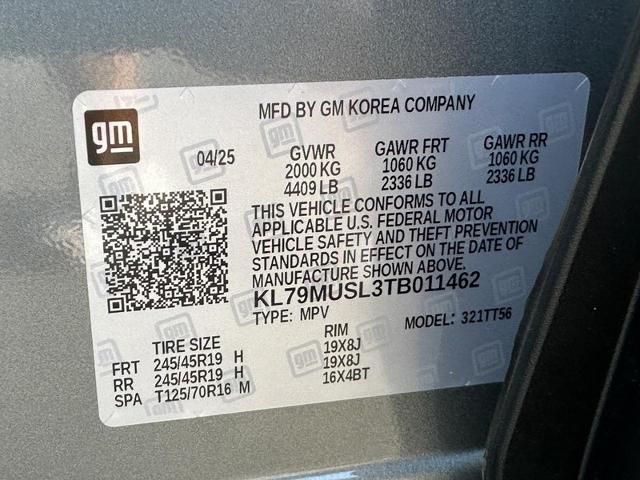 MFD BY GM KOREA COMPANY
gm
04/25
GVWR GAWR FRT GAWR RR
2000 KG 1060 KG 1060 KG
4409 LB 2336 LB 2336 LB
THIS VEHICLE CONFORMS TO ALL
APPLICABLE U.S. FEDERAL MOTOR
VEHICLE SAFETY AND THEFT PREVENTION
STANDARDS IN EFFECT ON THE DATE OF
MANUFACTURE SHOWN ABOVE.
KL79MUSL3TB011462
TYPE: MPV MODEL: 321TT56
TIRE SIZE RIM
FRT 245/45R19 H 19X8J
RR 245/45R19 H 19X8J
SPA T125/70R16 M 16X4BT